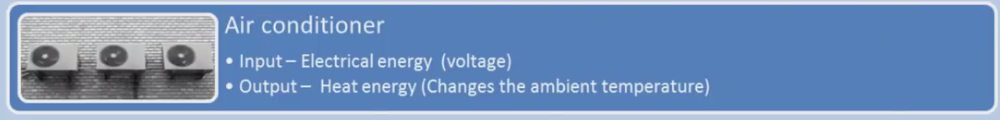 Air conditioner
• Input – Electrical energy (voltage)
• Output – Heat energy (Changes the ambient temperature)